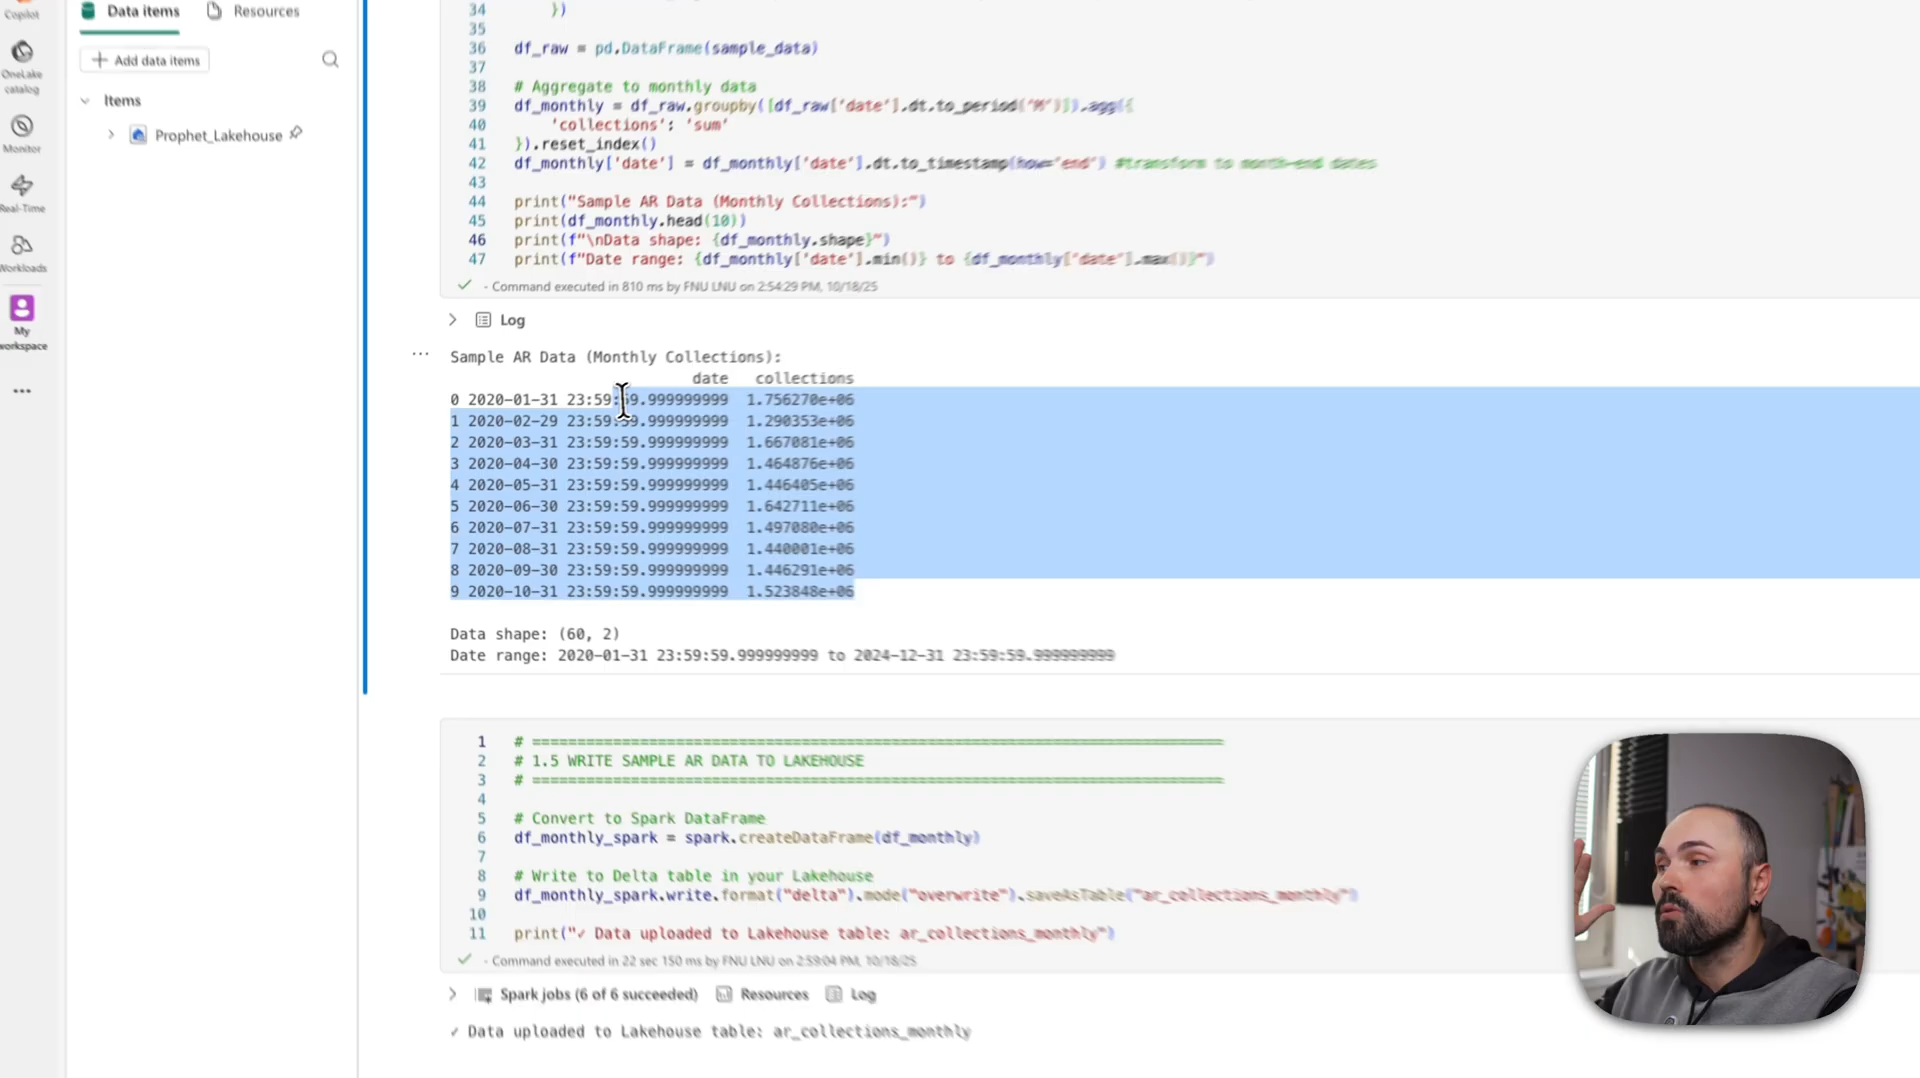 Copilot
OneLake
catalog
Monitor
Real-Time
Workloads
My
workspace
Data items
Resources
Add data items
Items
Prophet_Lakehouse
34 })
35
36 df_raw = pd.DataFrame(sample_data)
37
38 # Aggregate to monthly data
39 df_monthly = df_raw.groupby([df_raw['date'].dt.to_period('M')]).agg({
40 'collections': 'sum'
41 }).reset_index()
42 df_monthly['date'] = df_monthly['date'].dt.to_timestamp(how='end') #transform to month-end dates
43
44 print("Sample AR Data (Monthly Collections):")
45 print(df_monthly.head(10))
46 print(f"\nData shape: {df_monthly.shape}")
47 print(f"Date range: {df_monthly['date'].min()} to {df_monthly['date'].max()}")
- Command executed in 810 ms by FNU LNU on 2:54:29 PM, 10/18/25
Log
Sample AR Data (Monthly Collections):
date collections
0 2020-01-31 23:59:59.999999999 1.756270e+06
1 2020-02-29 23:59:59.999999999 1.290353e+06
2 2020-03-31 23:59:59.999999999 1.667081e+06
3 2020-04-30 23:59:59.999999999 1.464876e+06
4 2020-05-31 23:59:59.999999999 1.446405e+06
5 2020-06-30 23:59:59.999999999 1.642711e+06
6 2020-07-31 23:59:59.999999999 1.497080e+06
7 2020-08-31 23:59:59.999999999 1.440001e+06
8 2020-09-30 23:59:59.999999999 1.446291e+06
9 2020-10-31 23:59:59.999999999 1.523848e+06
Data shape: (60, 2)
Date range: 2020-01-31 23:59:59.999999999 to 2024-12-31 23:59:59.999999999
1 # ============================================================================
2 # 1.5 WRITE SAMPLE AR DATA TO LAKEHOUSE
3 # ============================================================================
4
5 # Convert to Spark DataFrame
6 df_monthly_spark = spark.createDataFrame(df_monthly)
7
8 # Write to Delta table in your Lakehouse
9 df_monthly_spark.write.format("delta").mode("overwrite").saveAsTable("ar_collections_monthly")
10
11 print("✓ Data uploaded to Lakehouse table: ar_collections_monthly")
- Command executed in 22 sec 150 ms by FNU LNU on 2:59:04 PM, 10/18/25
Spark jobs (6 of 6 succeeded) Resources Log
✓ Data uploaded to Lakehouse table: ar_collections_monthly